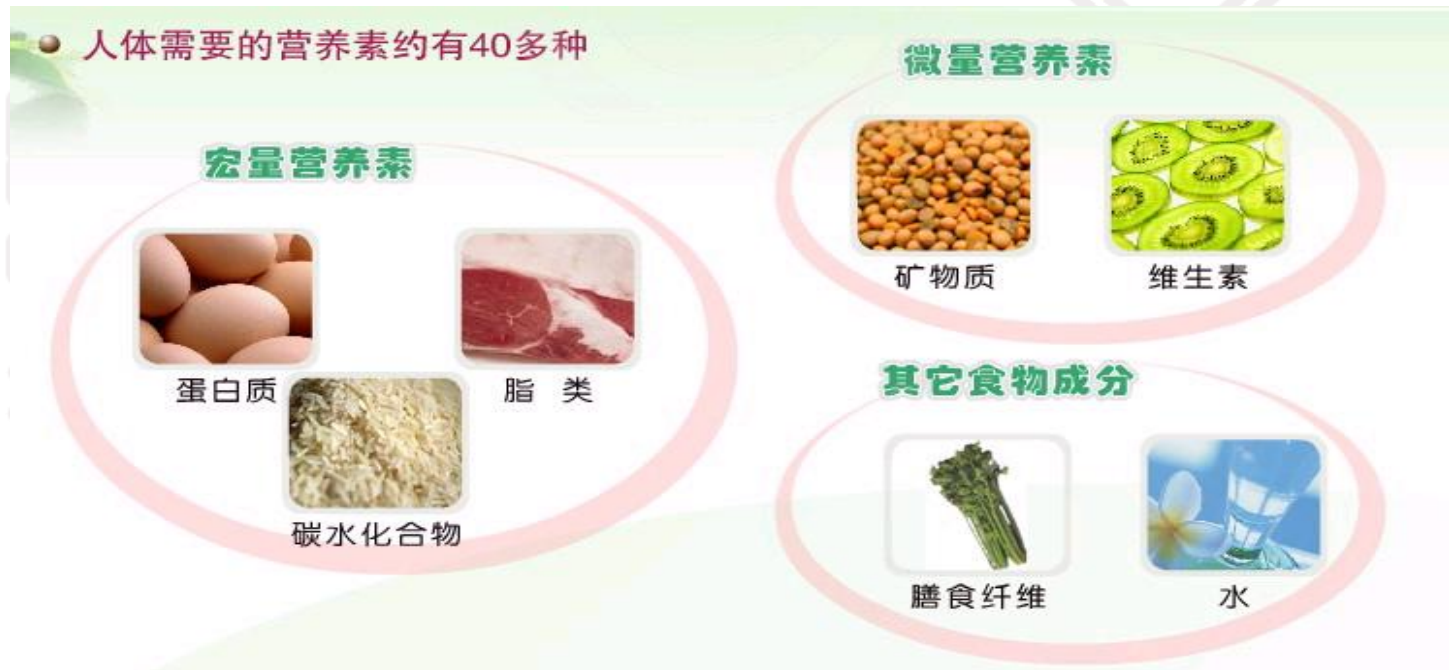 人体需要的营养素约有40多种
宏量营养素
蛋白质
脂 类
碳水化合物
微量营养素
矿物质
维生素
其它食物成分
膳食纤维
水